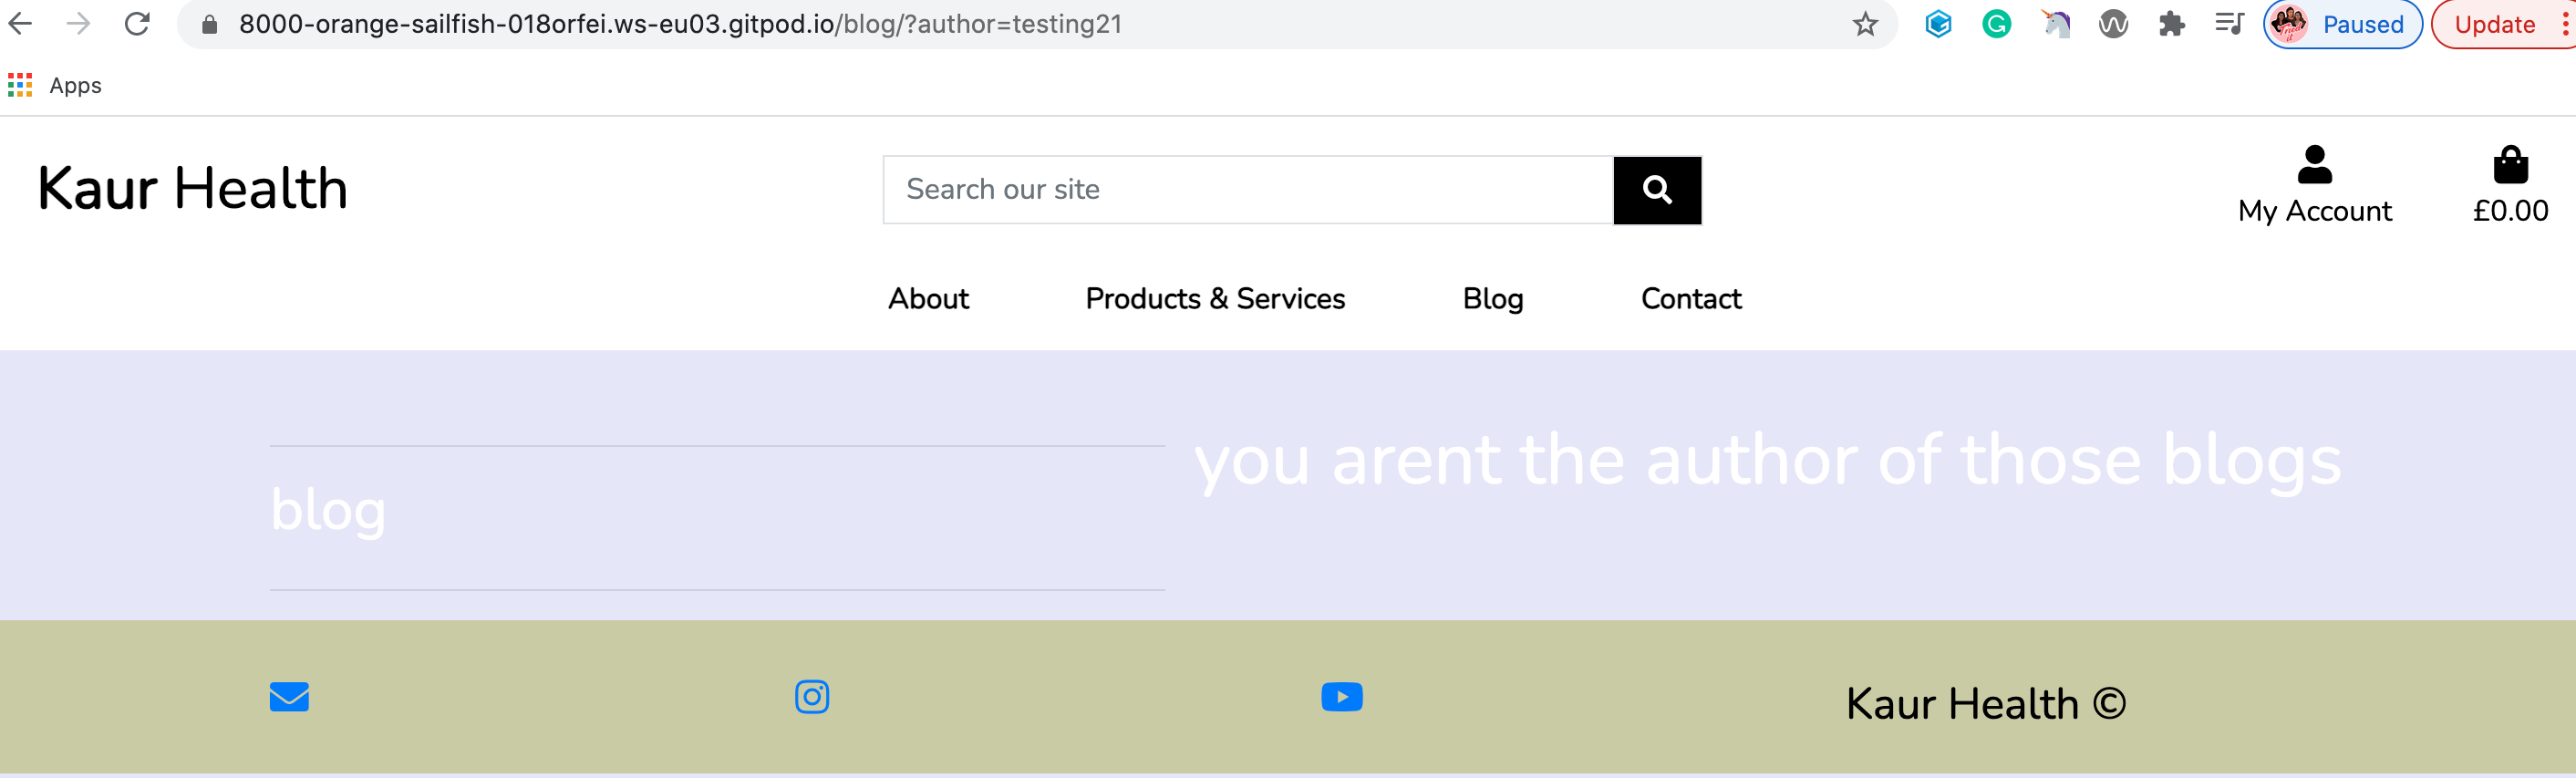 8000-orange-sailfish-018orfei.ws-eu03.gitpod.io/blog/?author=testing21
Paused
Update
Apps
Kaur Health
Search our site
My Account
£0.00
About
Products & Services
Blog
Contact
you arent the author of those blogs
blog
Kaur Health ©